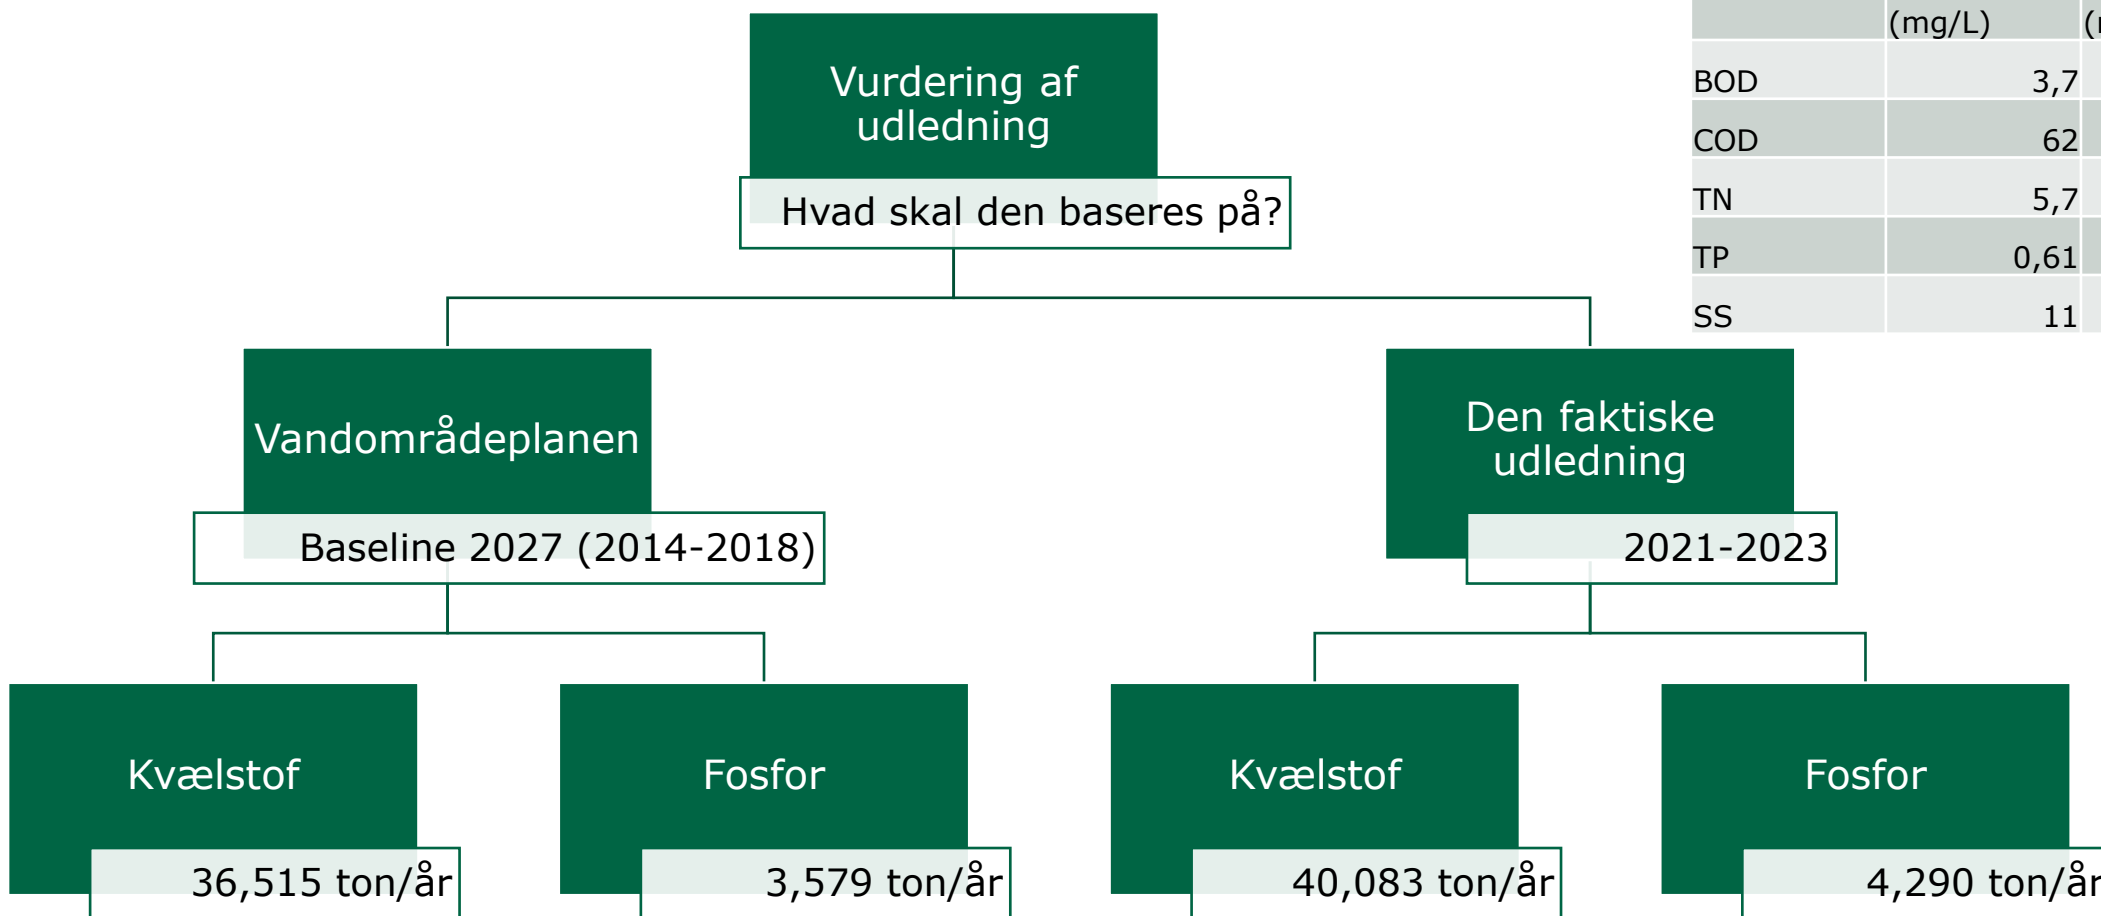 Vurdering af
udledning
Hvad skal den baseres på?
(mg/L)
BOD 3,7
COD 62
TN 5,7
TP 0,61
SS 11
Vandområdeplanen
Baseline 2027 (2014-2018)
Den faktiske
udledning
2021-2023
Kvælstof
36,515 ton/år
Fosfor
3,579 ton/år
Kvælstof
40,083 ton/år
Fosfor
4,290 ton/år